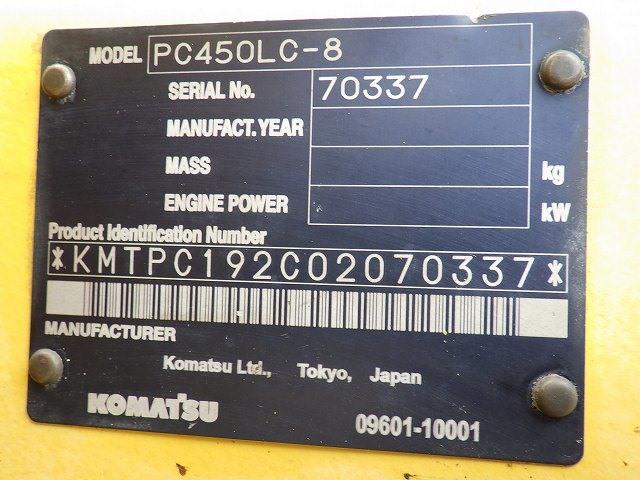 MODEL PC450LC-8
SERIAL No. 70337
MANUFACT. YEAR
MASS kg
ENGINE POWER kW
Product Identification Number
*KMTPC192C02070337*
MANUFACTURER
Komatsu Ltd., Tokyo, Japan
KOMATSU 09601-10001